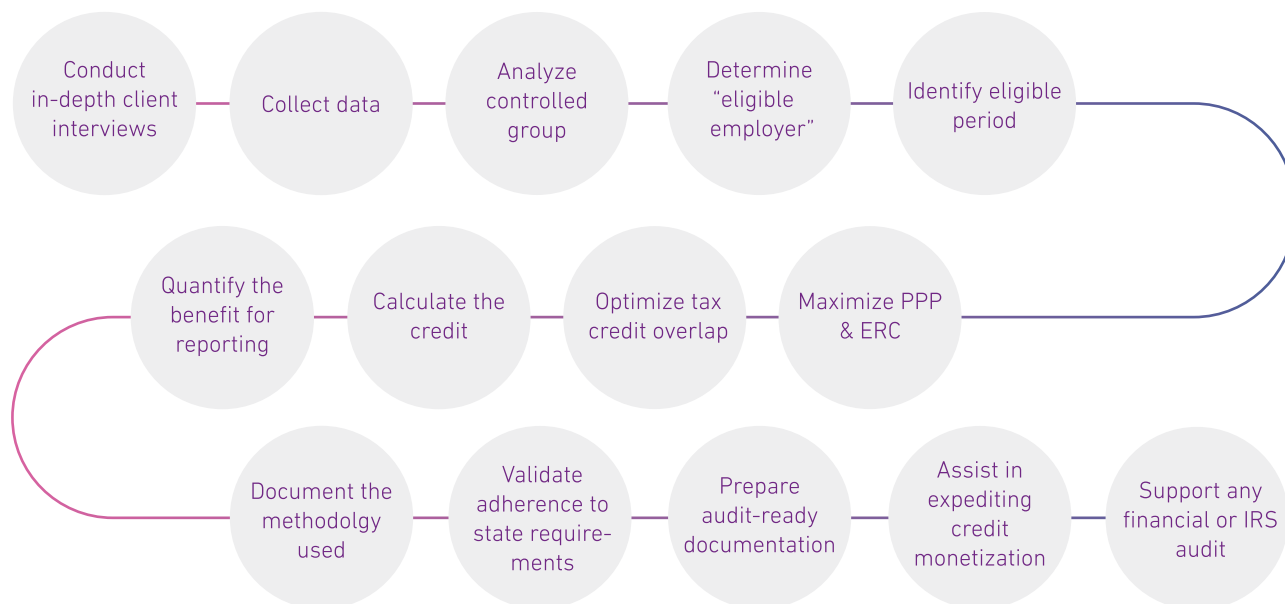 Conduct
in-depth client
interviews
Collect data
Analyze
controlled
group
Determine
“eligible
employer”
Identify eligible
period
Maximize PPP
& ERC
Optimize tax
credit overlap
Calculate the
credit
Quantify the
benefit for
reporting
Document the
methodolgy
used
Validate
adherence to
state require-
ments
Prepare
audit-ready
documentation
Assist in
expediting
credit
monetization
Support any
financial or IRS
audit